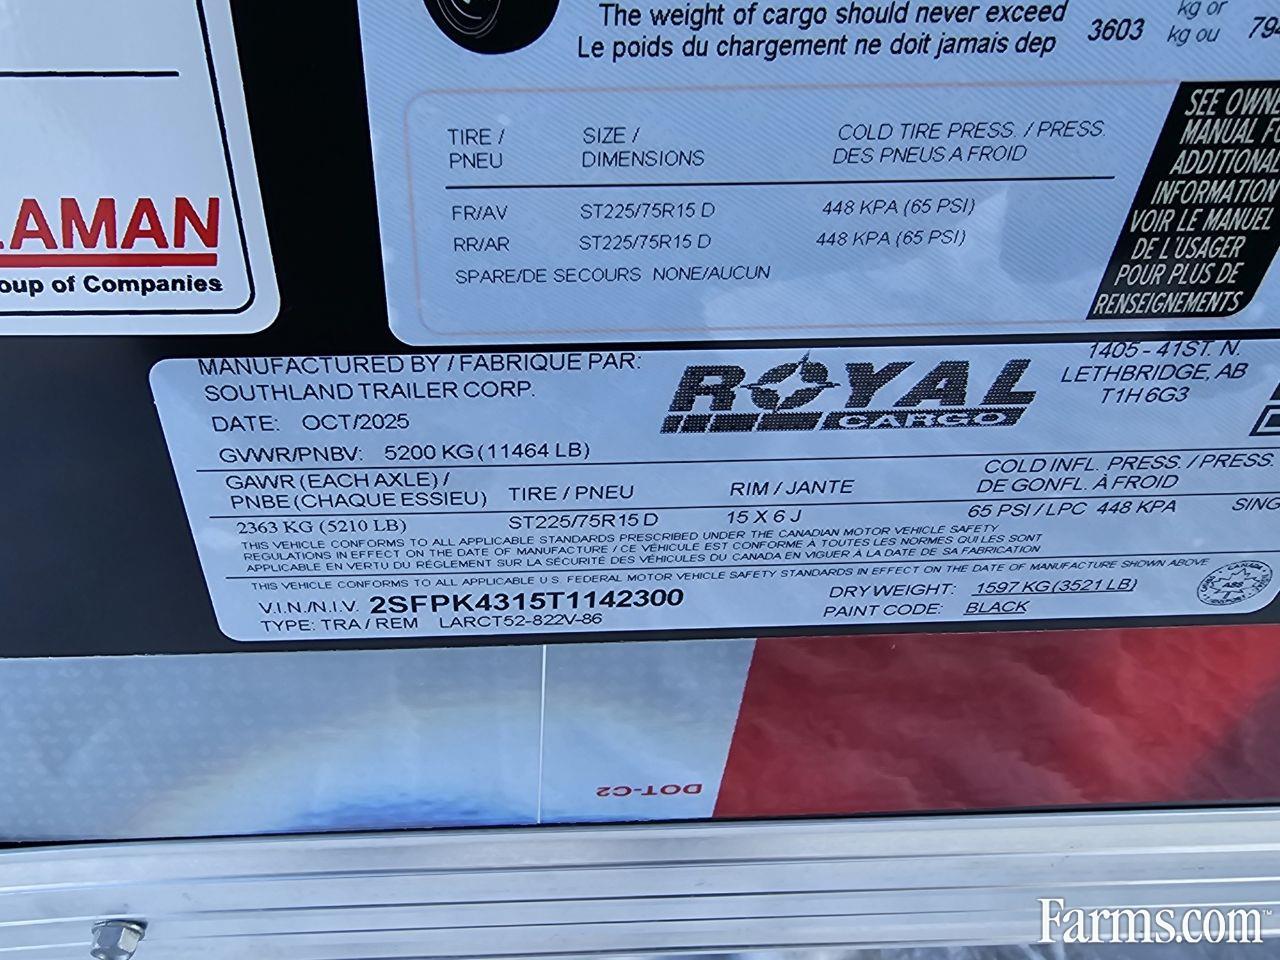 The weight of cargo should never exceed
Le poids du chargement ne doit jamais dep
3603
kg or
kg ou
TIRE /
PNEU
SIZE /
DIMENSIONS
COLD TIRE PRESS. / PRESS.
DES PNEUS A FROID
FR/AV ST225/75R15 D 448 KPA (65 PSI)
RR/AR ST225/75R15 D 448 KPA (65 PSI)
SPARE/DE SECOURS NONE/AUCUN
SEE OWNE
MANUAL FO
ADDITIONAL
INFORMATION
VOIR LE MANUEL
DE L'USAGER
POUR PLUS DE
RENSEIGNEMENTS
AMAN
oup of Companies
MANUFACTURED BY / FABRIQUE PAR:
SOUTHLAND TRAILER CORP.
DATE: OCT/2025
GVWR/PNBV: 5200 KG (11464 LB)
ROYAL
CARGO
1405 - 41ST. N.
LETHBRIDGE, AB
T1H 6G3
GAWR (EACH AXLE) /
PNBE (CHAQUE ESSIEU)
TIRE / PNEU
RIM / JANTE
COLD INFL. PRESS. / PRESS.
DE GONFL. À FROID
2363 KG (5210 LB) ST225/75R15 D 15 X 6 J 65 PSI / LPC 448 KPA SING
THIS VEHICLE CONFORMS TO ALL APPLICABLE STANDARDS PRESCRIBED UNDER THE CANADIAN MOTOR VEHICLE SAFETY
REGULATIONS IN EFFECT ON THE DATE OF MANUFACTURE / CE VÉHICULE EST CONFORME À TOUTES LES NORMES QUI LES SONT
APPLICABLE EN VERTU DU RÉGLEMENT SUR LA SÉCURITÉ DES VÉHICULES DU CANADA EN VIGUER À LA DATE DE SA FABRICATION
THIS VEHICLE CONFORMS TO ALL APPLICABLE U.S. FEDERAL MOTOR VEHICLE SAFETY STANDARDS IN EFFECT ON THE DATE OF MANUFACTURE SHOWN ABOVE
V.I.N./N.I.V. 2SFPK4315T1142300
TYPE: TRA / REM LARCT52-822V-86
DRY WEIGHT: 1597 KG (3521 LB)
PAINT CODE: BLACK
DOT-C2
Farms.com